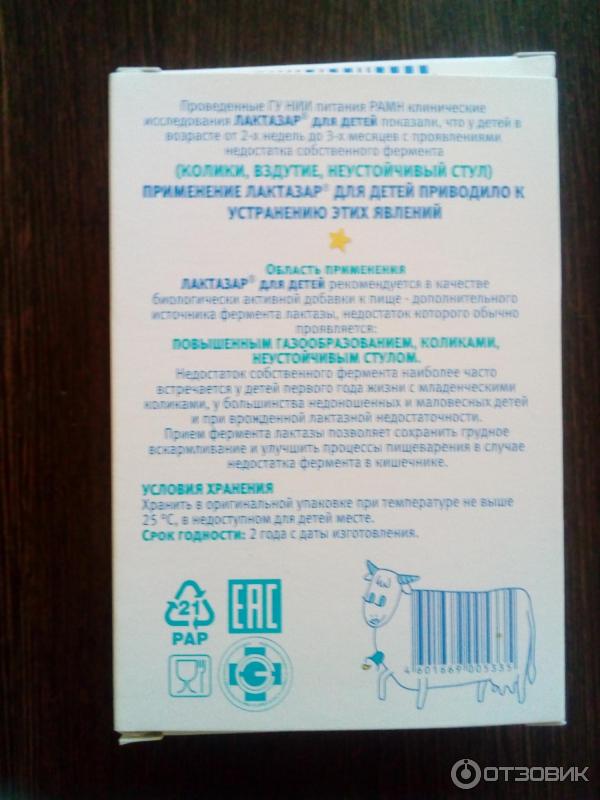 Проведенные ГУ НИИ питания РАМН клинические
исследования ЛАКТАЗАР® ДЛЯ ДЕТЕЙ показали, что у детей в
возрасте от 2-х недель до 3-х месяцев с проявлениями
недостатка собственного фермента
(КОЛИКИ, ВЗДУТИЕ, НЕУСТОЙЧИВЫЙ СТУЛ)
ПРИМЕНЕНИЕ ЛАКТАЗАР® ДЛЯ ДЕТЕЙ ПРИВОДИЛО К
УСТРАНЕНИЮ ЭТИХ ЯВЛЕНИЙ
ОБЛАСТЬ ПРИМЕНЕНИЯ
ЛАКТАЗАР® ДЛЯ ДЕТЕЙ рекомендуется в качестве
биологически активной добавки к пище - дополнительного
источника фермента лактазы, недостаток которого обычно
проявляется:
ПОВЫШЕННЫМ ГАЗООБРАЗОВАНИЕМ, КОЛИКАМИ,
НЕУСТОЙЧИВЫМ СТУЛОМ.
Недостаток собственного фермента наиболее часто
встречается у детей первого года жизни с младенческими
коликами, у большинства недоношенных и маловесных детей
и при врожденной лактазной недостаточности.
Прием фермента лактазы позволяет сохранить грудное
вскармливание и улучшить процессы пищеварения в случае
недостатка фермента в кишечнике.
УСЛОВИЯ ХРАНЕНИЯ
Хранить в оригинальной упаковке при температуре не выше
25 °С, в недоступном для детей месте.
СРОК ГОДНОСТИ: 2 года с даты изготовления.
21
PAP
EAC
4 601669 005335
ОТЗОВИК